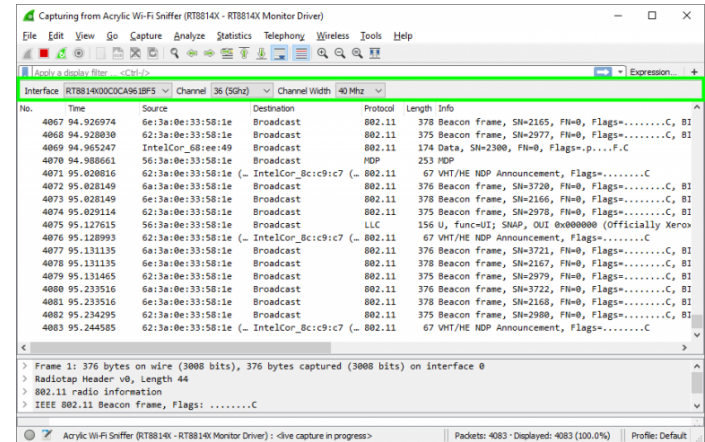 Capturing from Acrylic Wi-Fi Sniffer (RT8814X - RT8814X Monitor Driver)
File Edit View Go Capture Analyze Statistics Telephony Wireless Tools Help
Apply a display filter ... <Ctrl-/> Expression... +
Interface RT8814X00C0CA961BF5 Channel 36 (5Ghz) Channel Width 40 Mhz
No. Time Source Destination Protocol Length Info
4067 94.926974 6e:3a:0e:33:58:1e Broadcast 802.11 378 Beacon frame, SN=2165, FN=0, Flags=........C, BI
4068 94.928030 62:3a:0e:33:58:1e Broadcast 802.11 375 Beacon frame, SN=2977, FN=0, Flags=........C, BI
4069 94.965247 IntelCor_68:ee:49 Broadcast 802.11 174 Data, SN=2300, FN=0, Flags=.p....F.C
4070 94.988661 56:3a:0e:33:58:1e Broadcast MDP 253 MDP
4071 95.020816 62:3a:0e:33:58:1e (… IntelCor_8c:c9:c7 (… 802.11 67 VHT/HE NDP Announcement, Flags=........C
4072 95.028149 6a:3a:0e:33:58:1e Broadcast 802.11 376 Beacon frame, SN=3720, FN=0, Flags=........C, BI
4073 95.028149 6e:3a:0e:33:58:1e Broadcast 802.11 378 Beacon frame, SN=2166, FN=0, Flags=........C, BI
4074 95.029114 62:3a:0e:33:58:1e Broadcast 802.11 375 Beacon frame, SN=2978, FN=0, Flags=........C, BI
4075 95.127615 56:3a:0e:33:58:1e Broadcast LLC 156 U, func=UI; SNAP, OUI 0x000000 (Officially Xerox
4076 95.128993 62:3a:0e:33:58:1e (… IntelCor_8c:c9:c7 (… 802.11 67 VHT/HE NDP Announcement, Flags=........C
4077 95.131135 6a:3a:0e:33:58:1e Broadcast 802.11 376 Beacon frame, SN=3721, FN=0, Flags=........C, BI
4078 95.131135 6e:3a:0e:33:58:1e Broadcast 802.11 378 Beacon frame, SN=2167, FN=0, Flags=........C, BI
4079 95.131465 62:3a:0e:33:58:1e Broadcast 802.11 375 Beacon frame, SN=2979, FN=0, Flags=........C, BI
4080 95.233516 6a:3a:0e:33:58:1e Broadcast 802.11 376 Beacon frame, SN=3722, FN=0, Flags=........C, BI
4081 95.233516 6e:3a:0e:33:58:1e Broadcast 802.11 378 Beacon frame, SN=2168, FN=0, Flags=........C, BI
4082 95.234295 62:3a:0e:33:58:1e Broadcast 802.11 375 Beacon frame, SN=2980, FN=0, Flags=........C, BI
4083 95.244585 62:3a:0e:33:58:1e (… IntelCor_8c:c9:c7 (… 802.11 67 VHT/HE NDP Announcement, Flags=........C
> Frame 1: 376 bytes on wire (3008 bits), 376 bytes captured (3008 bits) on interface 0
> Radiotap Header v0, Length 44
> 802.11 radio information
> IEEE 802.11 Beacon frame, Flags: ........C
Acrylic Wi-Fi Sniffer (RT8814X - RT8814X Monitor Driver) : <live capture in progress> Packets: 4083 · Displayed: 4083 (100.0%) Profile: Default